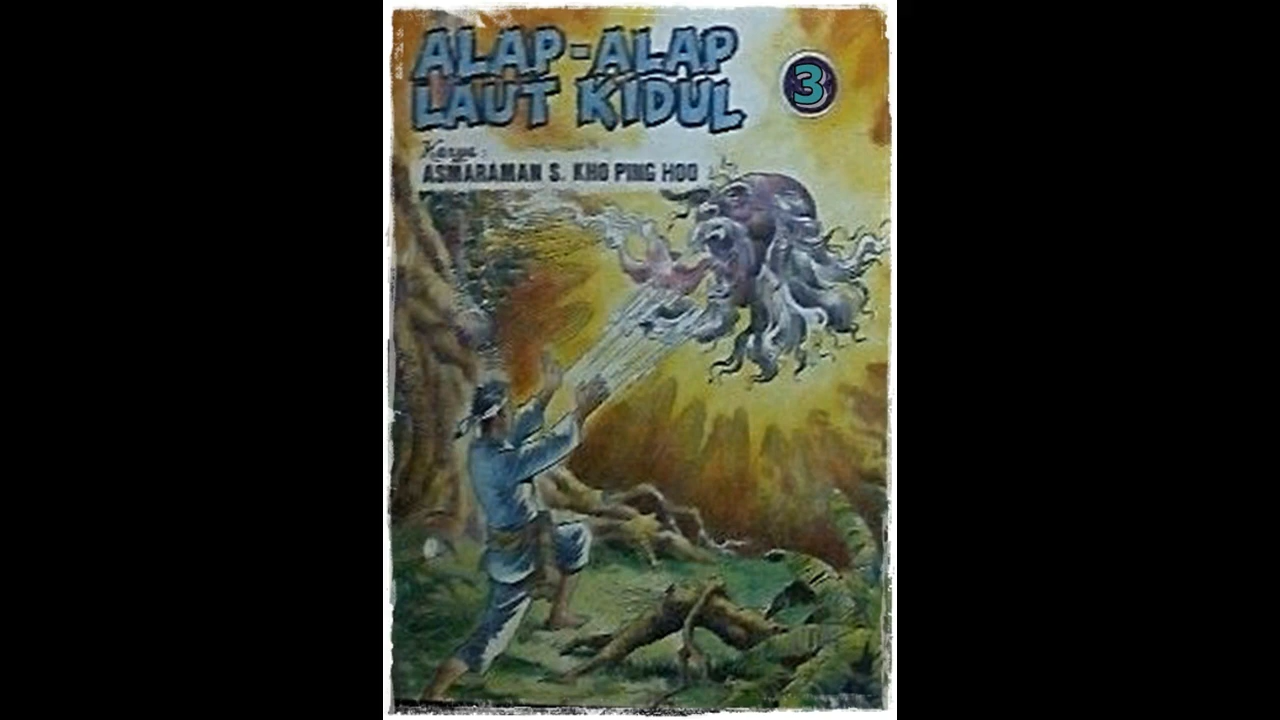 ALAP-ALAP
LAUT KIDUL
3
Karya :
ASMARAMAN S. KHO PING HOO